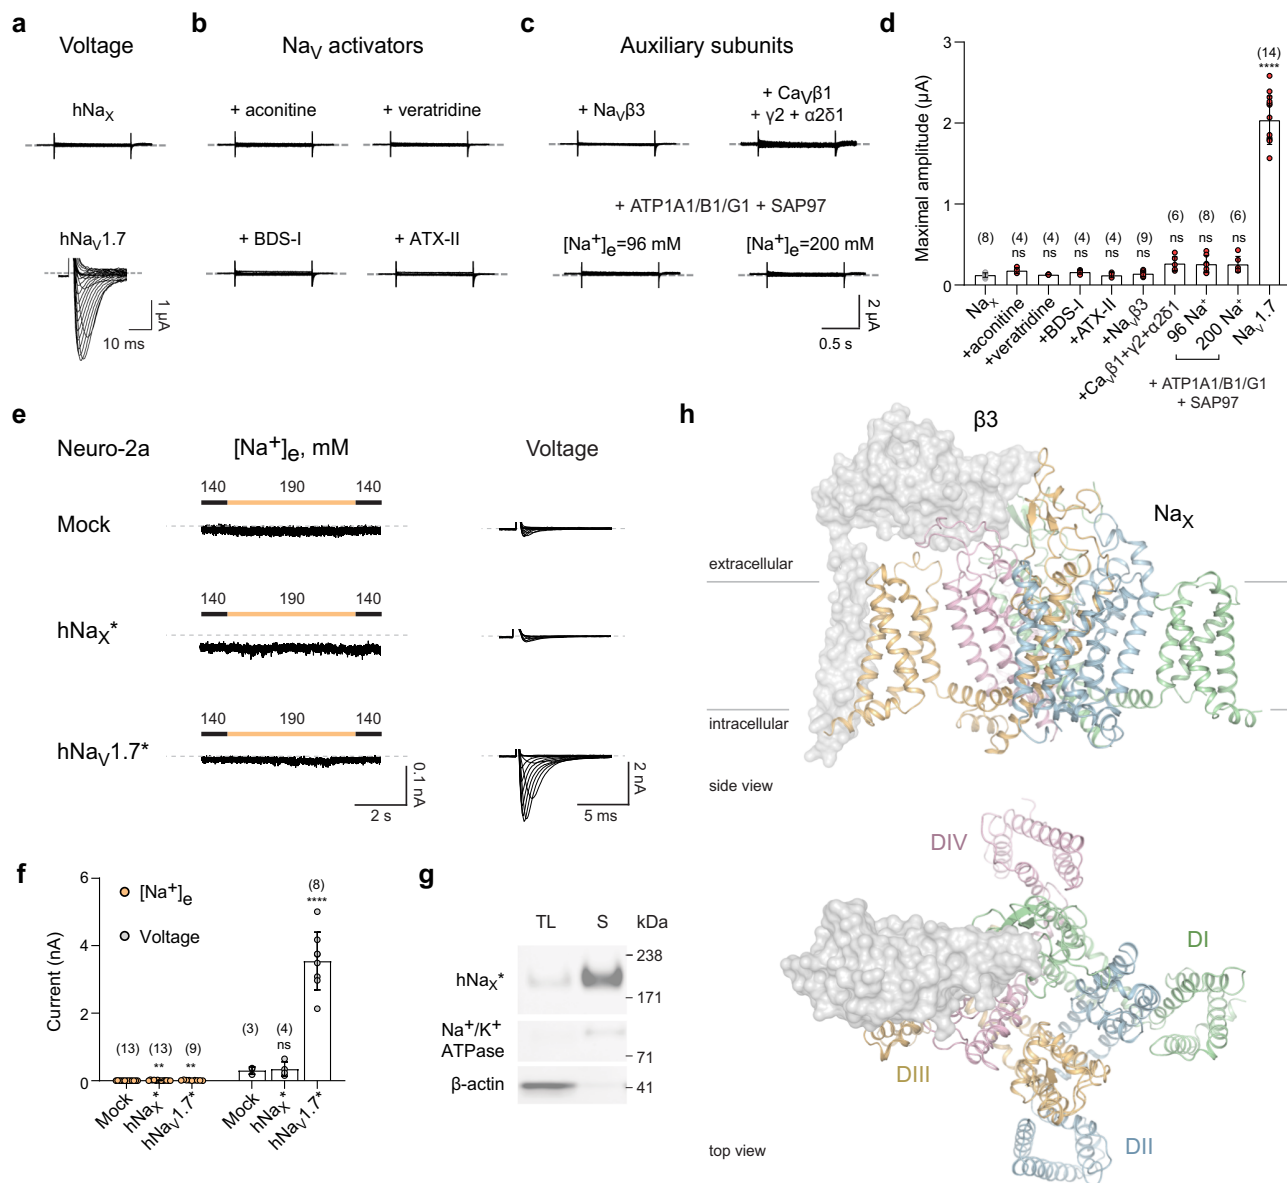 a
Voltage
hNaX
hNaV1.7
1 µA
10 ms
b
NaV activators
+ aconitine
+ veratridine
+ BDS-I
+ ATX-II
c
Auxiliary subunits
+ NaVβ3
+ CaVβ1
+ γ2 + α2δ1
+ ATP1A1/B1/G1 + SAP97
[Na+]e=96 mM
[Na+]e=200 mM
2 µA
0.5 s
d
Maximal amplitude (µA)
3
2
1
0
(8)
(4)
ns
(4)
ns
(4)
ns
(4)
ns
(9)
ns
(6)
ns
(8)
ns
(6)
ns
(14)
****
NaX
+aconitine
+veratridine
+BDS-I
+ATX-II
+NaVβ3
+CaVβ1+γ2+α2δ1
96 Na+
200 Na+
NaV1.7
+ ATP1A1/B1/G1
+ SAP97
e
Neuro-2a
[Na+]e, mM
Voltage
140 190 140
Mock
140 190 140
hNaX*
140 190 140
hNaV1.7*
0.1 nA
2 s
2 nA
5 ms
f
Current (nA)
6
4
2
0
[Na+]e
Voltage
(13)
(13)
**
(9)
**
(3)
(4)
ns
(8)
****
Mock
hNaX*
hNaV1.7*
Mock
hNaX*
hNaV1.7*
g
TL S kDa
hNaX*
238
171
Na+/K+
ATPase
71
β-actin
41
h
β3
NaX
extracellular
intracellular
side view
DIV
DI
DIII
DII
top view